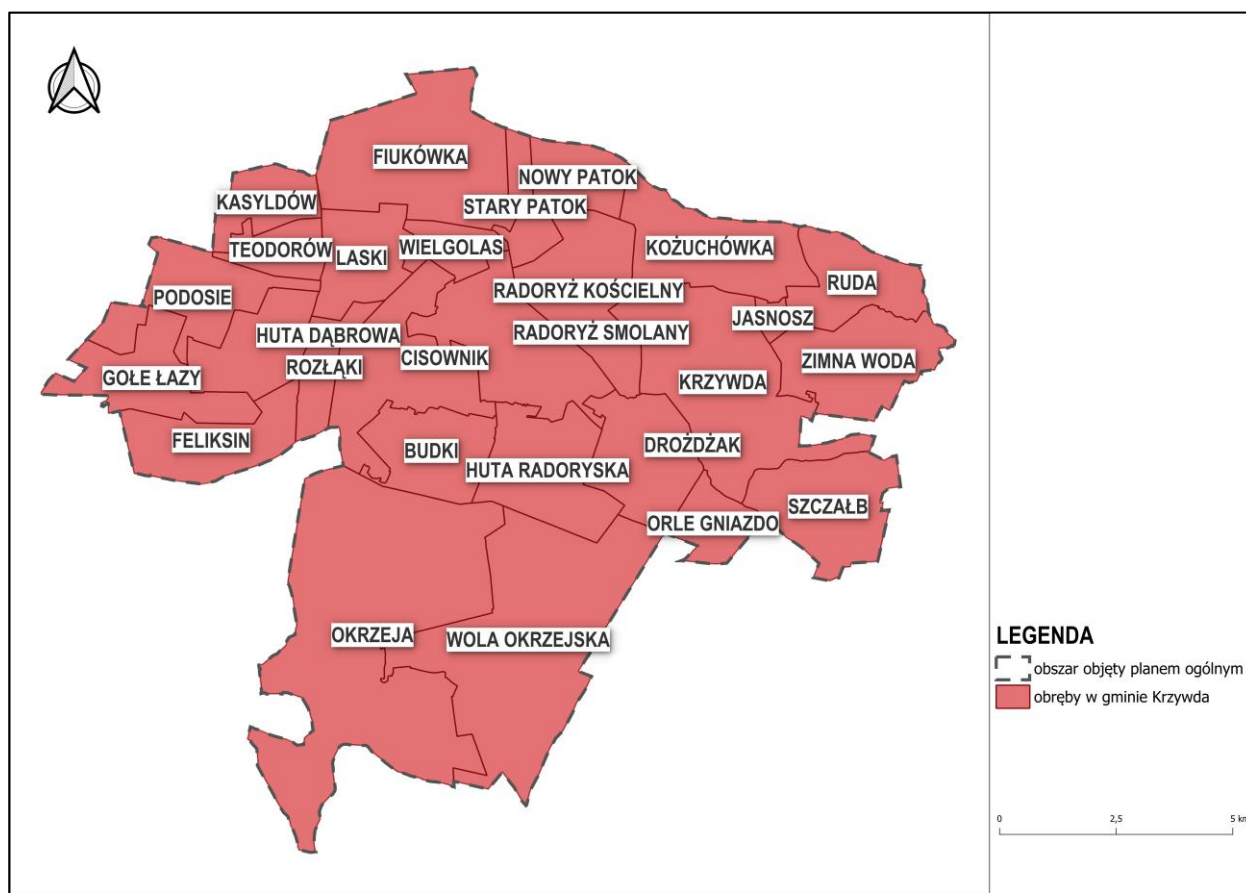 FIUKÓWKA
NOWY PATOK
KASYLDÓW
STARY PATOK
TEODORÓW
LASKI
WIELGOLAS
KOŻUCHÓWKA
RUDA
PODOSIE
RADORYŻ KOŚCIELNY
JASNOSZ
HUTA DĄBROWA
RADORYŻ SMOLANY
CISOWNIK
ZIMNA WODA
ROZŁĄKI
GOŁE ŁAZY
KRZYWDA
FELIKSIN
BUDKI
DROŻDŻAK
HUTA RADORYSKA
SZCZAŁB
ORLE GNIAZDO
OKRZEJA
WOLA OKRZEJSKA
LEGENDA
obszar objęty planem ogólnym
obręby w gminie Krzywda
0 2,5 5 km